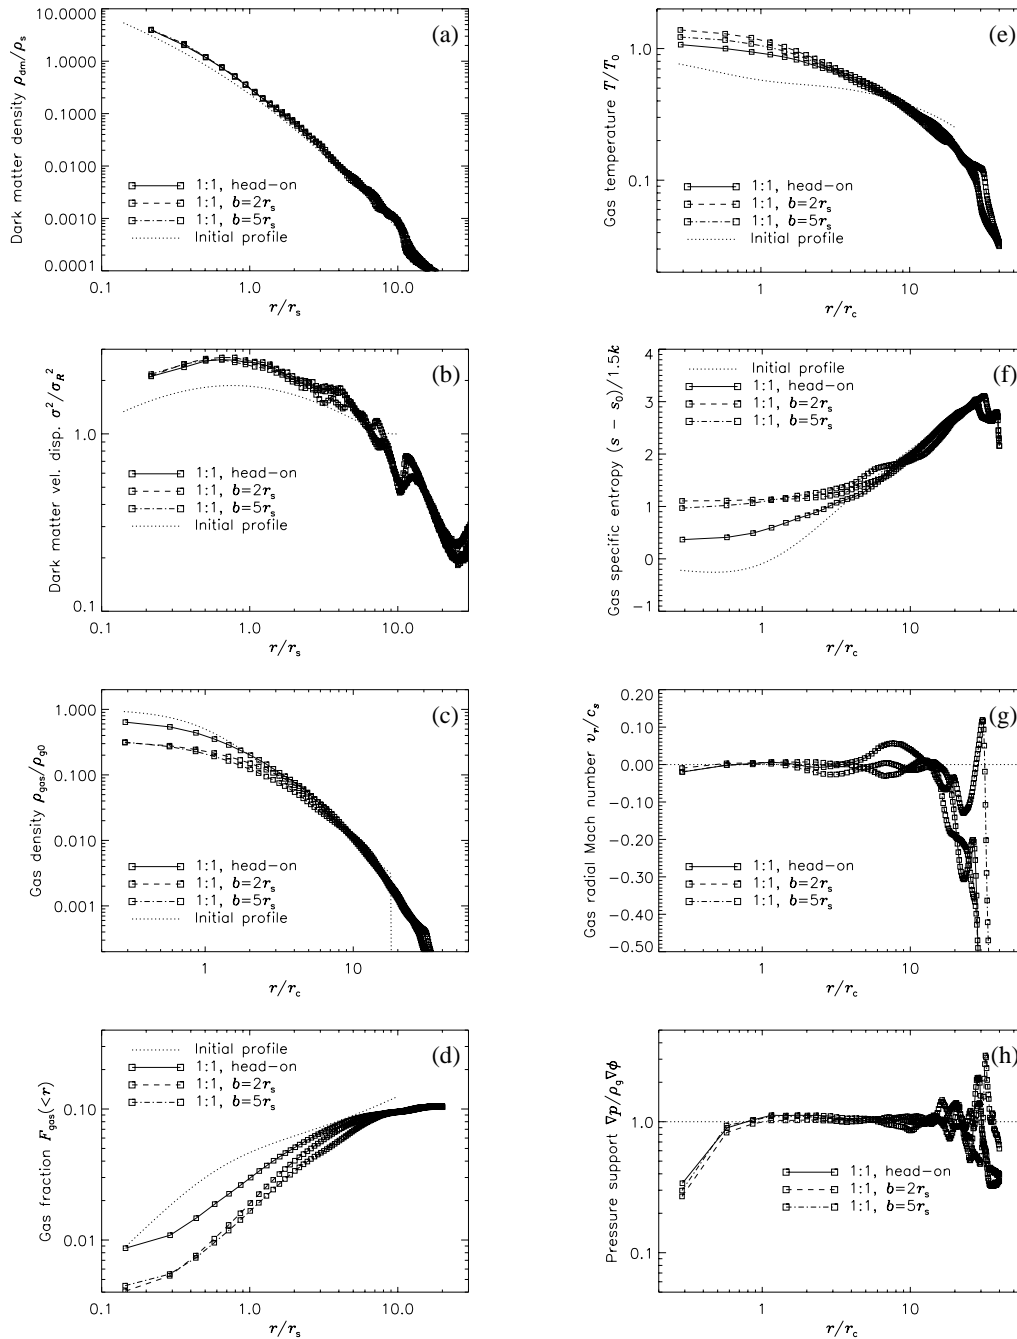 (a)
Dark matter density ρdm/ρs
1.0000
0.1000
0.0100
0.0010
0.0001
1:1, head-on
1:1, b=2rs
1:1, b=5rs
Initial profile
0.1
1.0
10.0
r/rs
(b)
Dark matter vel. disp. σ²/σR²
1.0
0.1
1:1, head-on
1:1, b=2rs
1:1, b=5rs
Initial profile
0.1
1.0
10.0
r/rs
(c)
Gas density ρgas/ρg0
1.000
0.100
0.010
0.001
1:1, head-on
1:1, b=2rs
1:1, b=5rs
Initial profile
1
10
r/rc
(d)
Gas fraction Fgas(<r)
0.10
0.01
Initial profile
1:1, head-on
1:1, b=2rs
1:1, b=5rs
0.1
1.0
10.0
r/rs
(e)
Gas temperature T/T0
1.0
0.1
1:1, head-on
1:1, b=2rs
1:1, b=5rs
Initial profile
1
10
r/rc
(f)
Gas specific entropy (s − s0)/1.5k
4
3
2
1
0
−1
Initial profile
1:1, head-on
1:1, b=2rs
1:1, b=5rs
1
10
r/rc
(g)
Gas radial Mach number vr/cs
0.20
0.10
0.00
−0.10
−0.20
−0.30
−0.40
−0.50
1:1, head-on
1:1, b=2rs
1:1, b=5rs
1
10
r/rc
(h)
Pressure support ∇p/ρg∇ϕ
1.0
0.1
1:1, head-on
1:1, b=2rs
1:1, b=5rs
1
10
r/rc